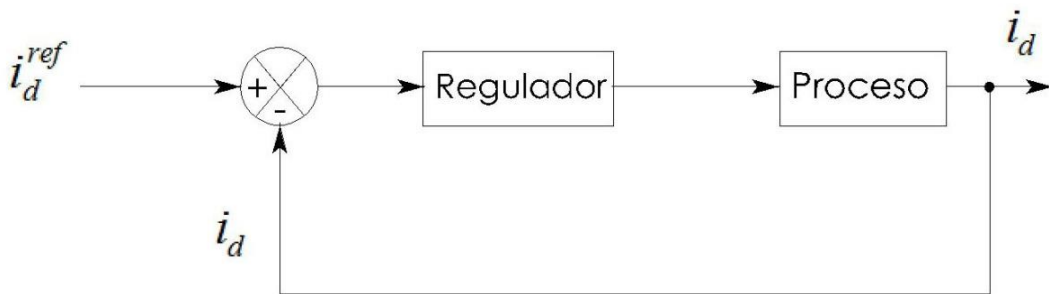 i_d^{ref}
+
-
Regulador
Proceso
i_d
i_d